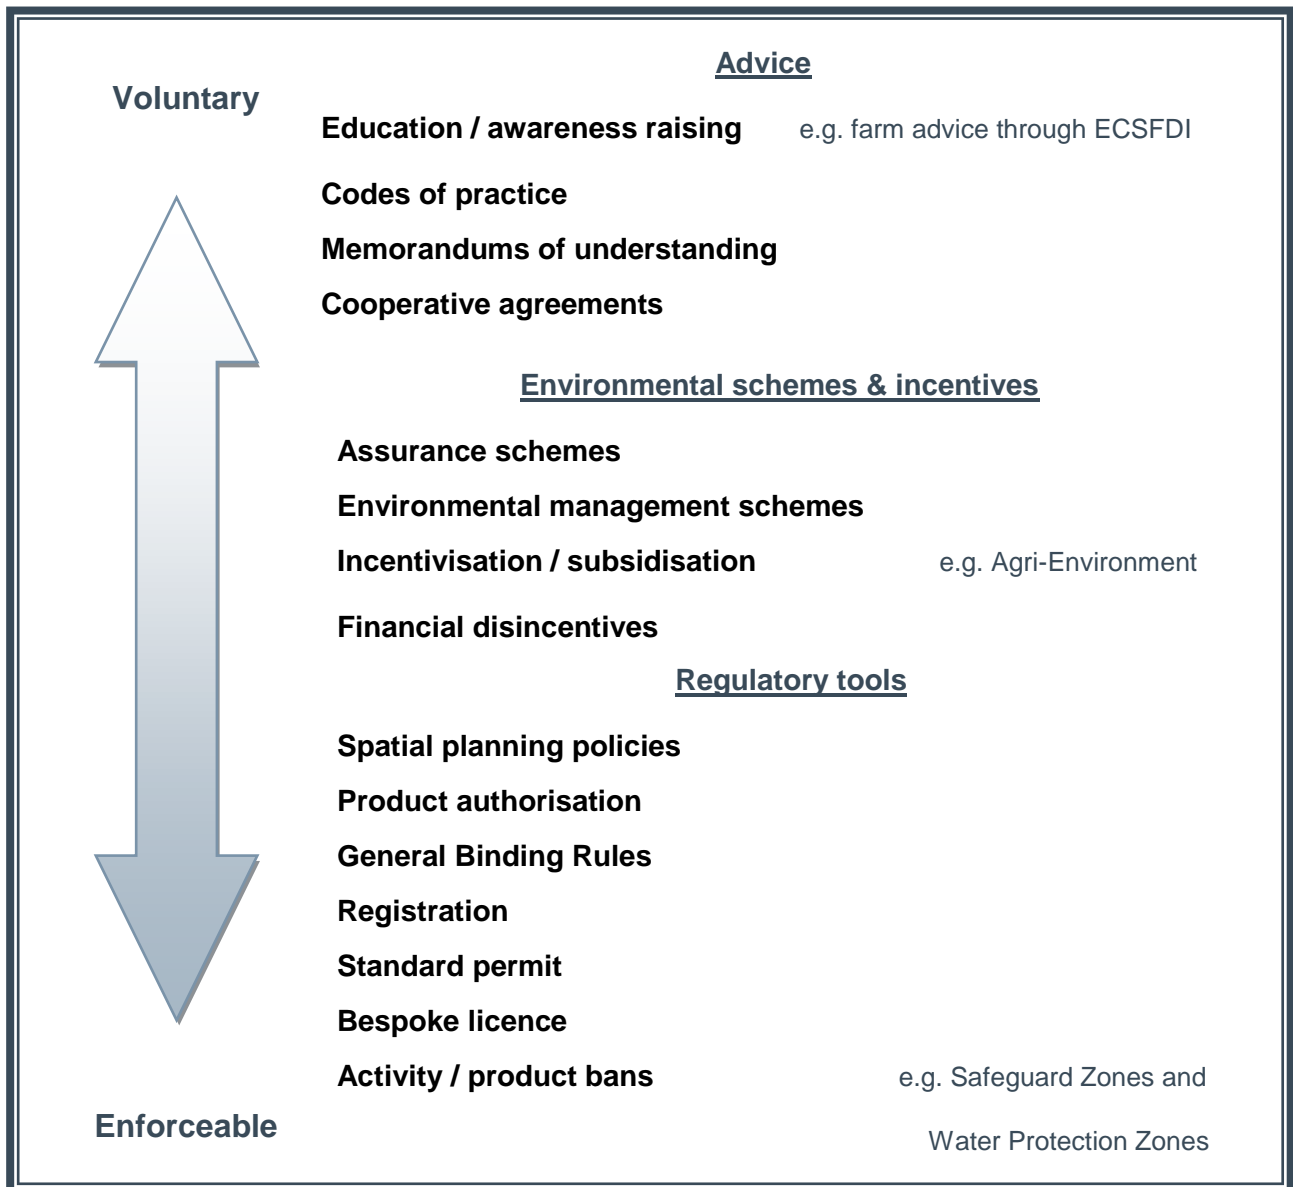 Advice
Voluntary
Education / awareness raising e.g. farm advice through ECSFDI
Codes of practice
Memorandums of understanding
Cooperative agreements
Environmental schemes & incentives
Assurance schemes
Environmental management schemes
Incentivisation / subsidisation e.g. Agri-Environment
Financial disincentives
Regulatory tools
Spatial planning policies
Product authorisation
General Binding Rules
Registration
Standard permit
Bespoke licence
Activity / product bans e.g. Safeguard Zones and
Enforceable
Water Protection Zones